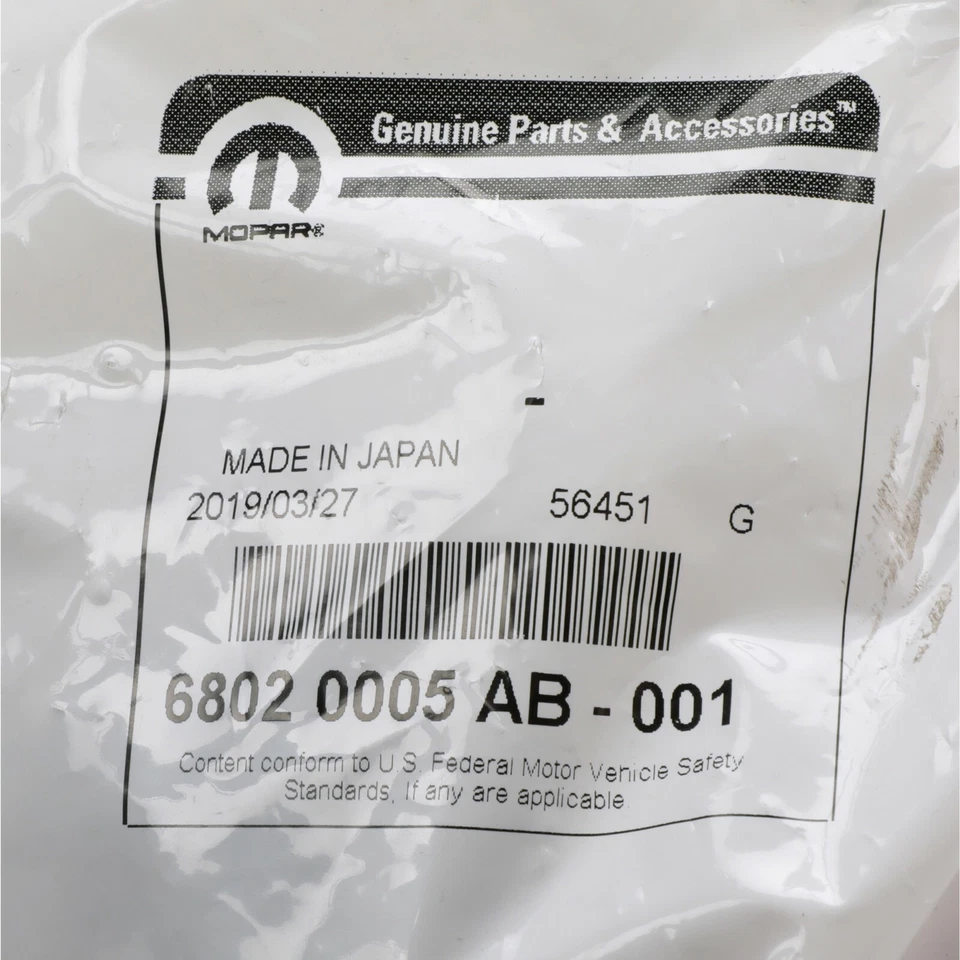 Genuine Parts & Accessories™
MOPAR®
-
MADE IN JAPAN
2019/03/27 56451 G
6802 0005 AB - 001
Content conform to U.S. Federal Motor Vehicle Safety
Standards, If any are applicable